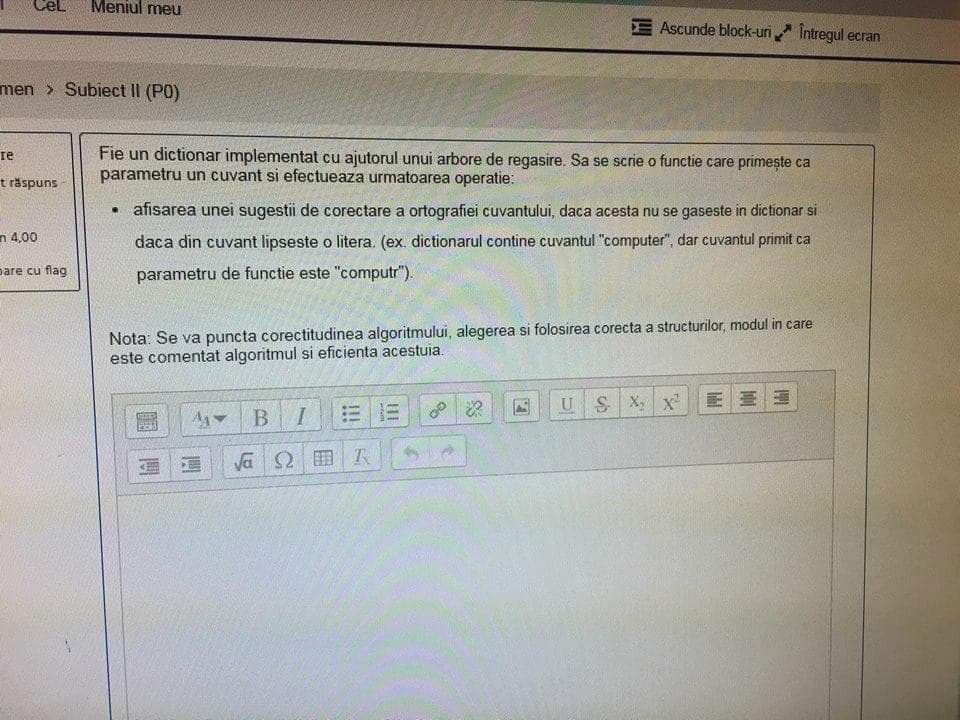 CeL Meniul meu
Ascunde block-uri Întregul ecran
men > Subiect II (P0)
re
t răspuns
n 4,00
oare cu flag
Fie un dictionar implementat cu ajutorul unui arbore de regasire. Sa se scrie o functie care primește ca
parametru un cuvant si efectueaza urmatoarea operatie:
• afisarea unei sugestii de corectare a ortografiei cuvantului, daca acesta nu se gaseste in dictionar si
daca din cuvant lipseste o litera. (ex. dictionarul contine cuvantul "computer", dar cuvantul primit ca
parametru de functie este "computr").
Nota: Se va puncta corectitudinea algoritmului, alegerea si folosirea corecta a structurilor, modul in care
este comentat algoritmul si eficienta acestuia.
B I U S X₂ X²
√a Ω Tx